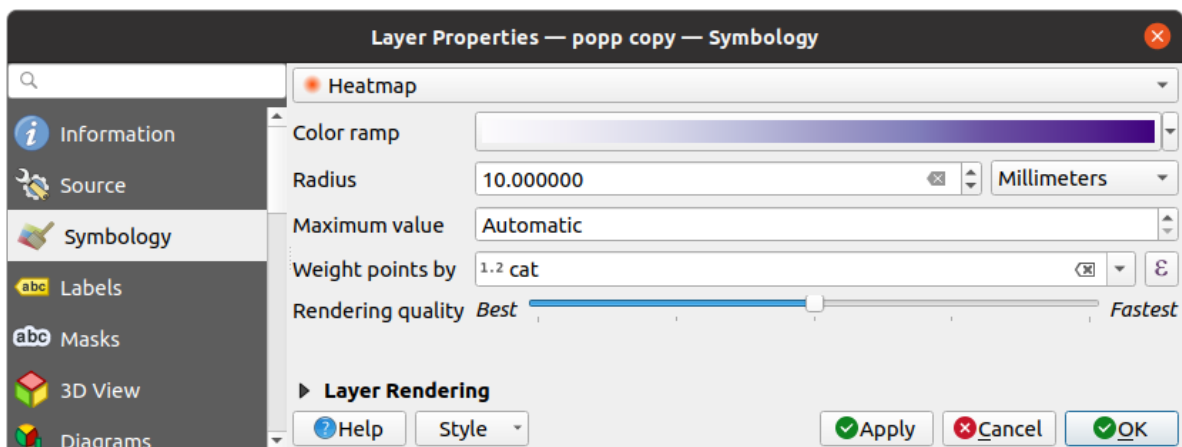 Layer Properties — popp copy — Symbology
Heatmap
Information
Color ramp
Source
Radius 10.000000 Millimeters
Symbology
Maximum value Automatic
Weight points by 1.2 cat ε
Labels
abc
Rendering quality Best Fastest
Masks
abc
3D View
Layer Rendering
Diagrams
Help Style Apply Cancel OK